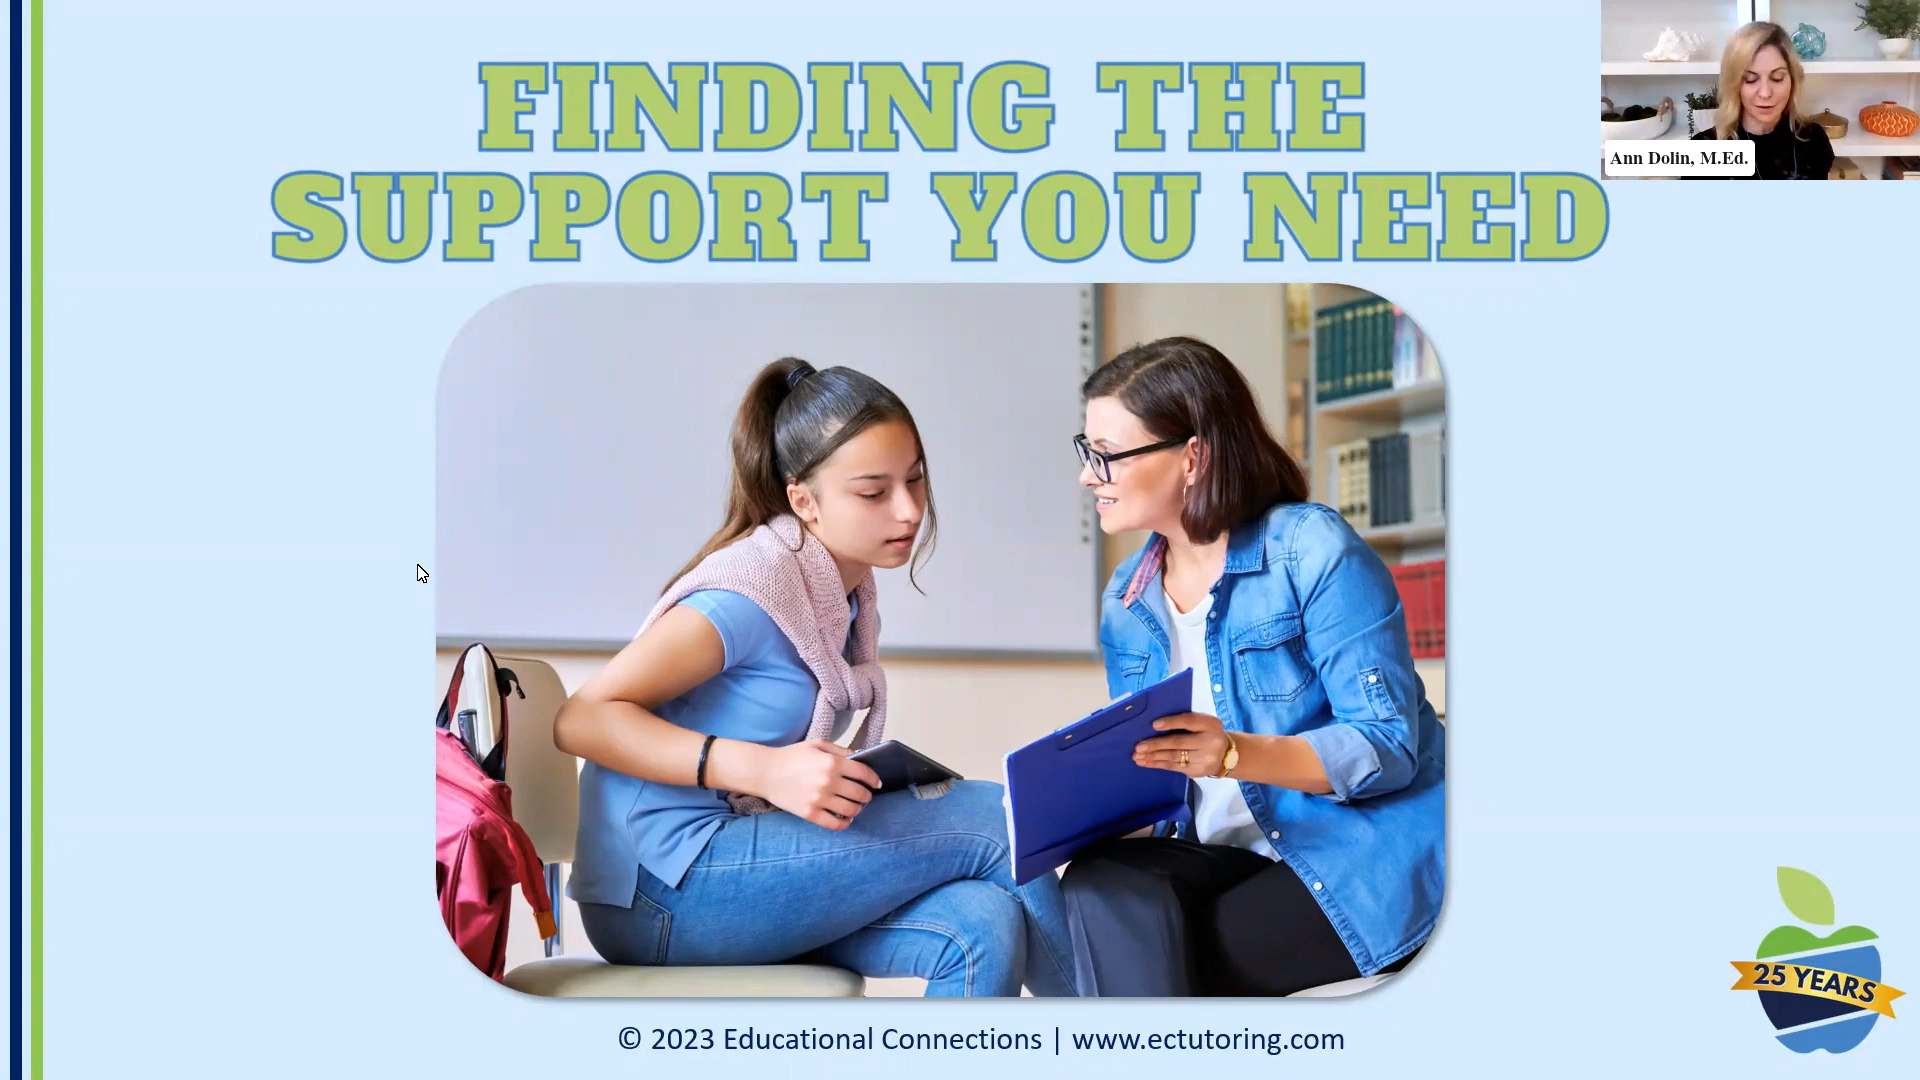 FINDING THE
SUPPORT YOU NEED
Ann Dolin, M.Ed.
25 YEARS
© 2023 Educational Connections | www.ectutoring.com